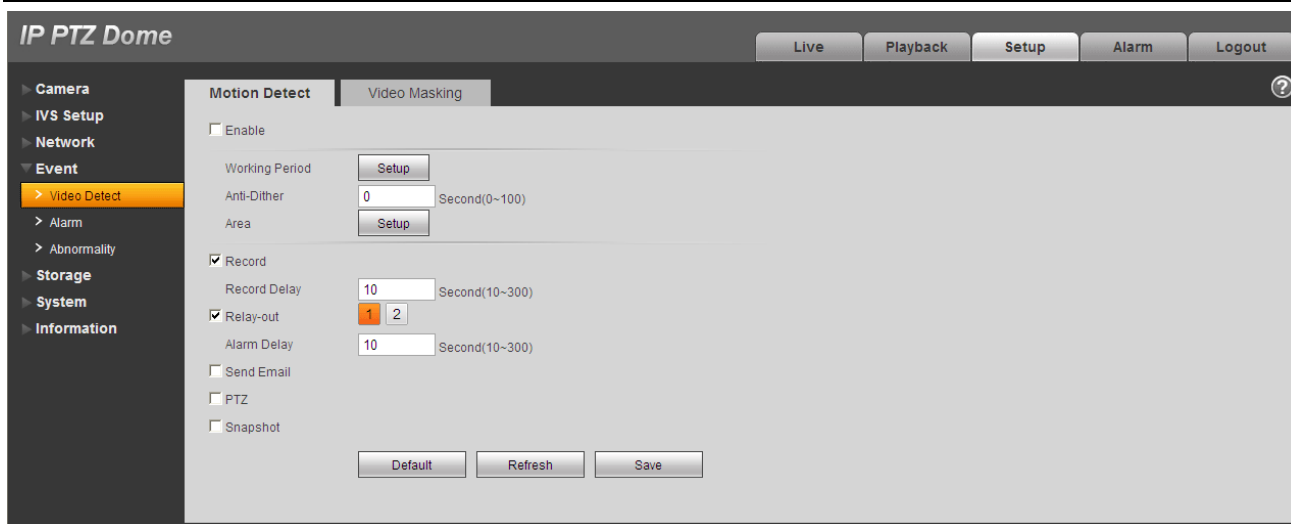 IP PTZ Dome
Live Playback Setup Alarm Logout
Camera
IVS Setup
Network
Event
> Video Detect
> Alarm
> Abnormality
Storage
System
Information
Motion Detect Video Masking
?
Enable
Working Period Setup
Anti-Dither 0 Second(0~100)
Area Setup
Record
Record Delay 10 Second(10~300)
Relay-out 1 2
Alarm Delay 10 Second(10~300)
Send Email
PTZ
Snapshot
Default Refresh Save